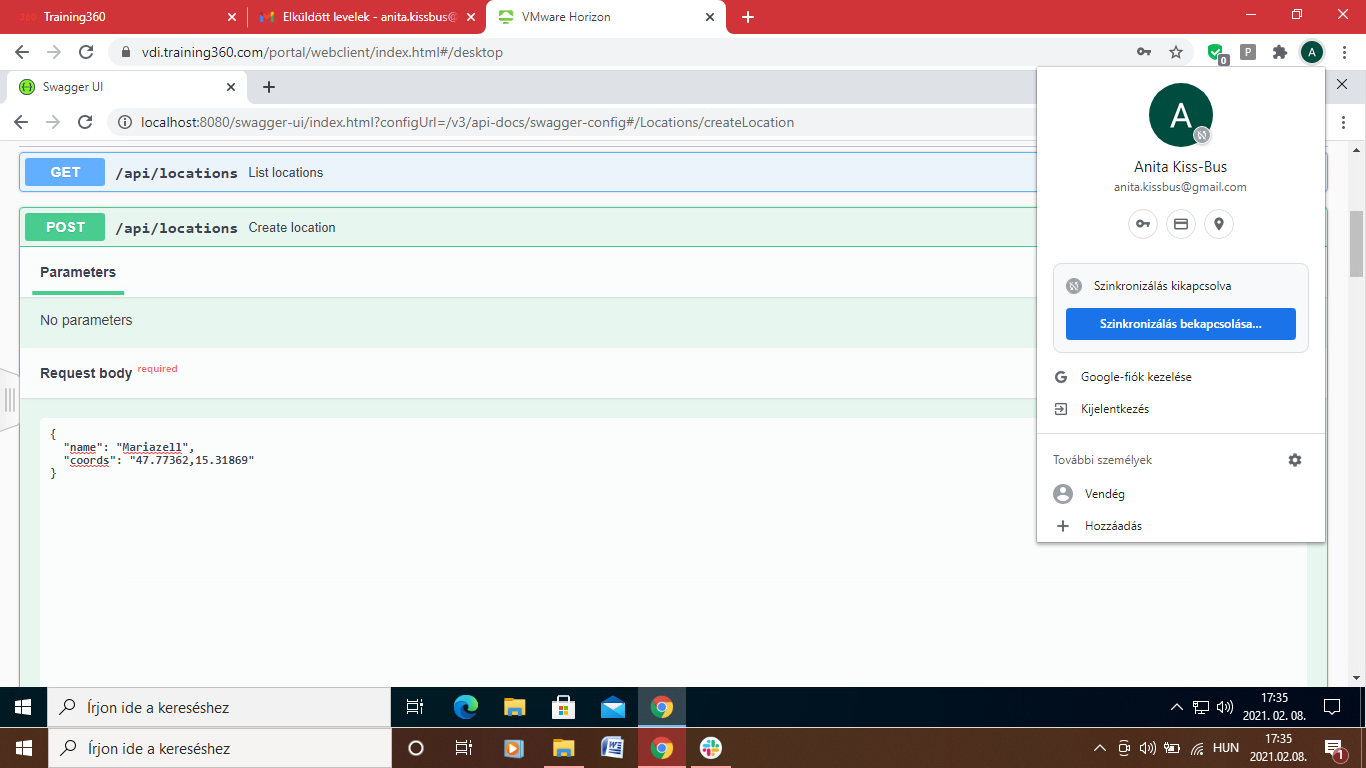 Training360
Elküldött levelek - anita.kissbus@
VMware Horizon
vdi.training360.com/portal/webclient/index.html#/desktop
0
P
A
Swagger UI
localhost:8080/swagger-ui/index.html?configUrl=/v3/api-docs/swagger-config#/Locations/createLocation
GET /api/locations List locations
POST /api/locations Create location
Parameters
No parameters
Request body required
{
"name": "Mariazell",
"coords": "47.77362,15.31869"
}
A
Anita Kiss-Bus
anita.kissbus@gmail.com
Szinkronizálás kikapcsolva
Szinkronizálás bekapcsolása...
Google-fiók kezelése
Kijelentkezés
További személyek
Vendég
Hozzáadás
Írjon ide a kereséshez
17:35
2021. 02. 08.
Írjon ide a kereséshez
HUN
17:35
2021.02.08.
1